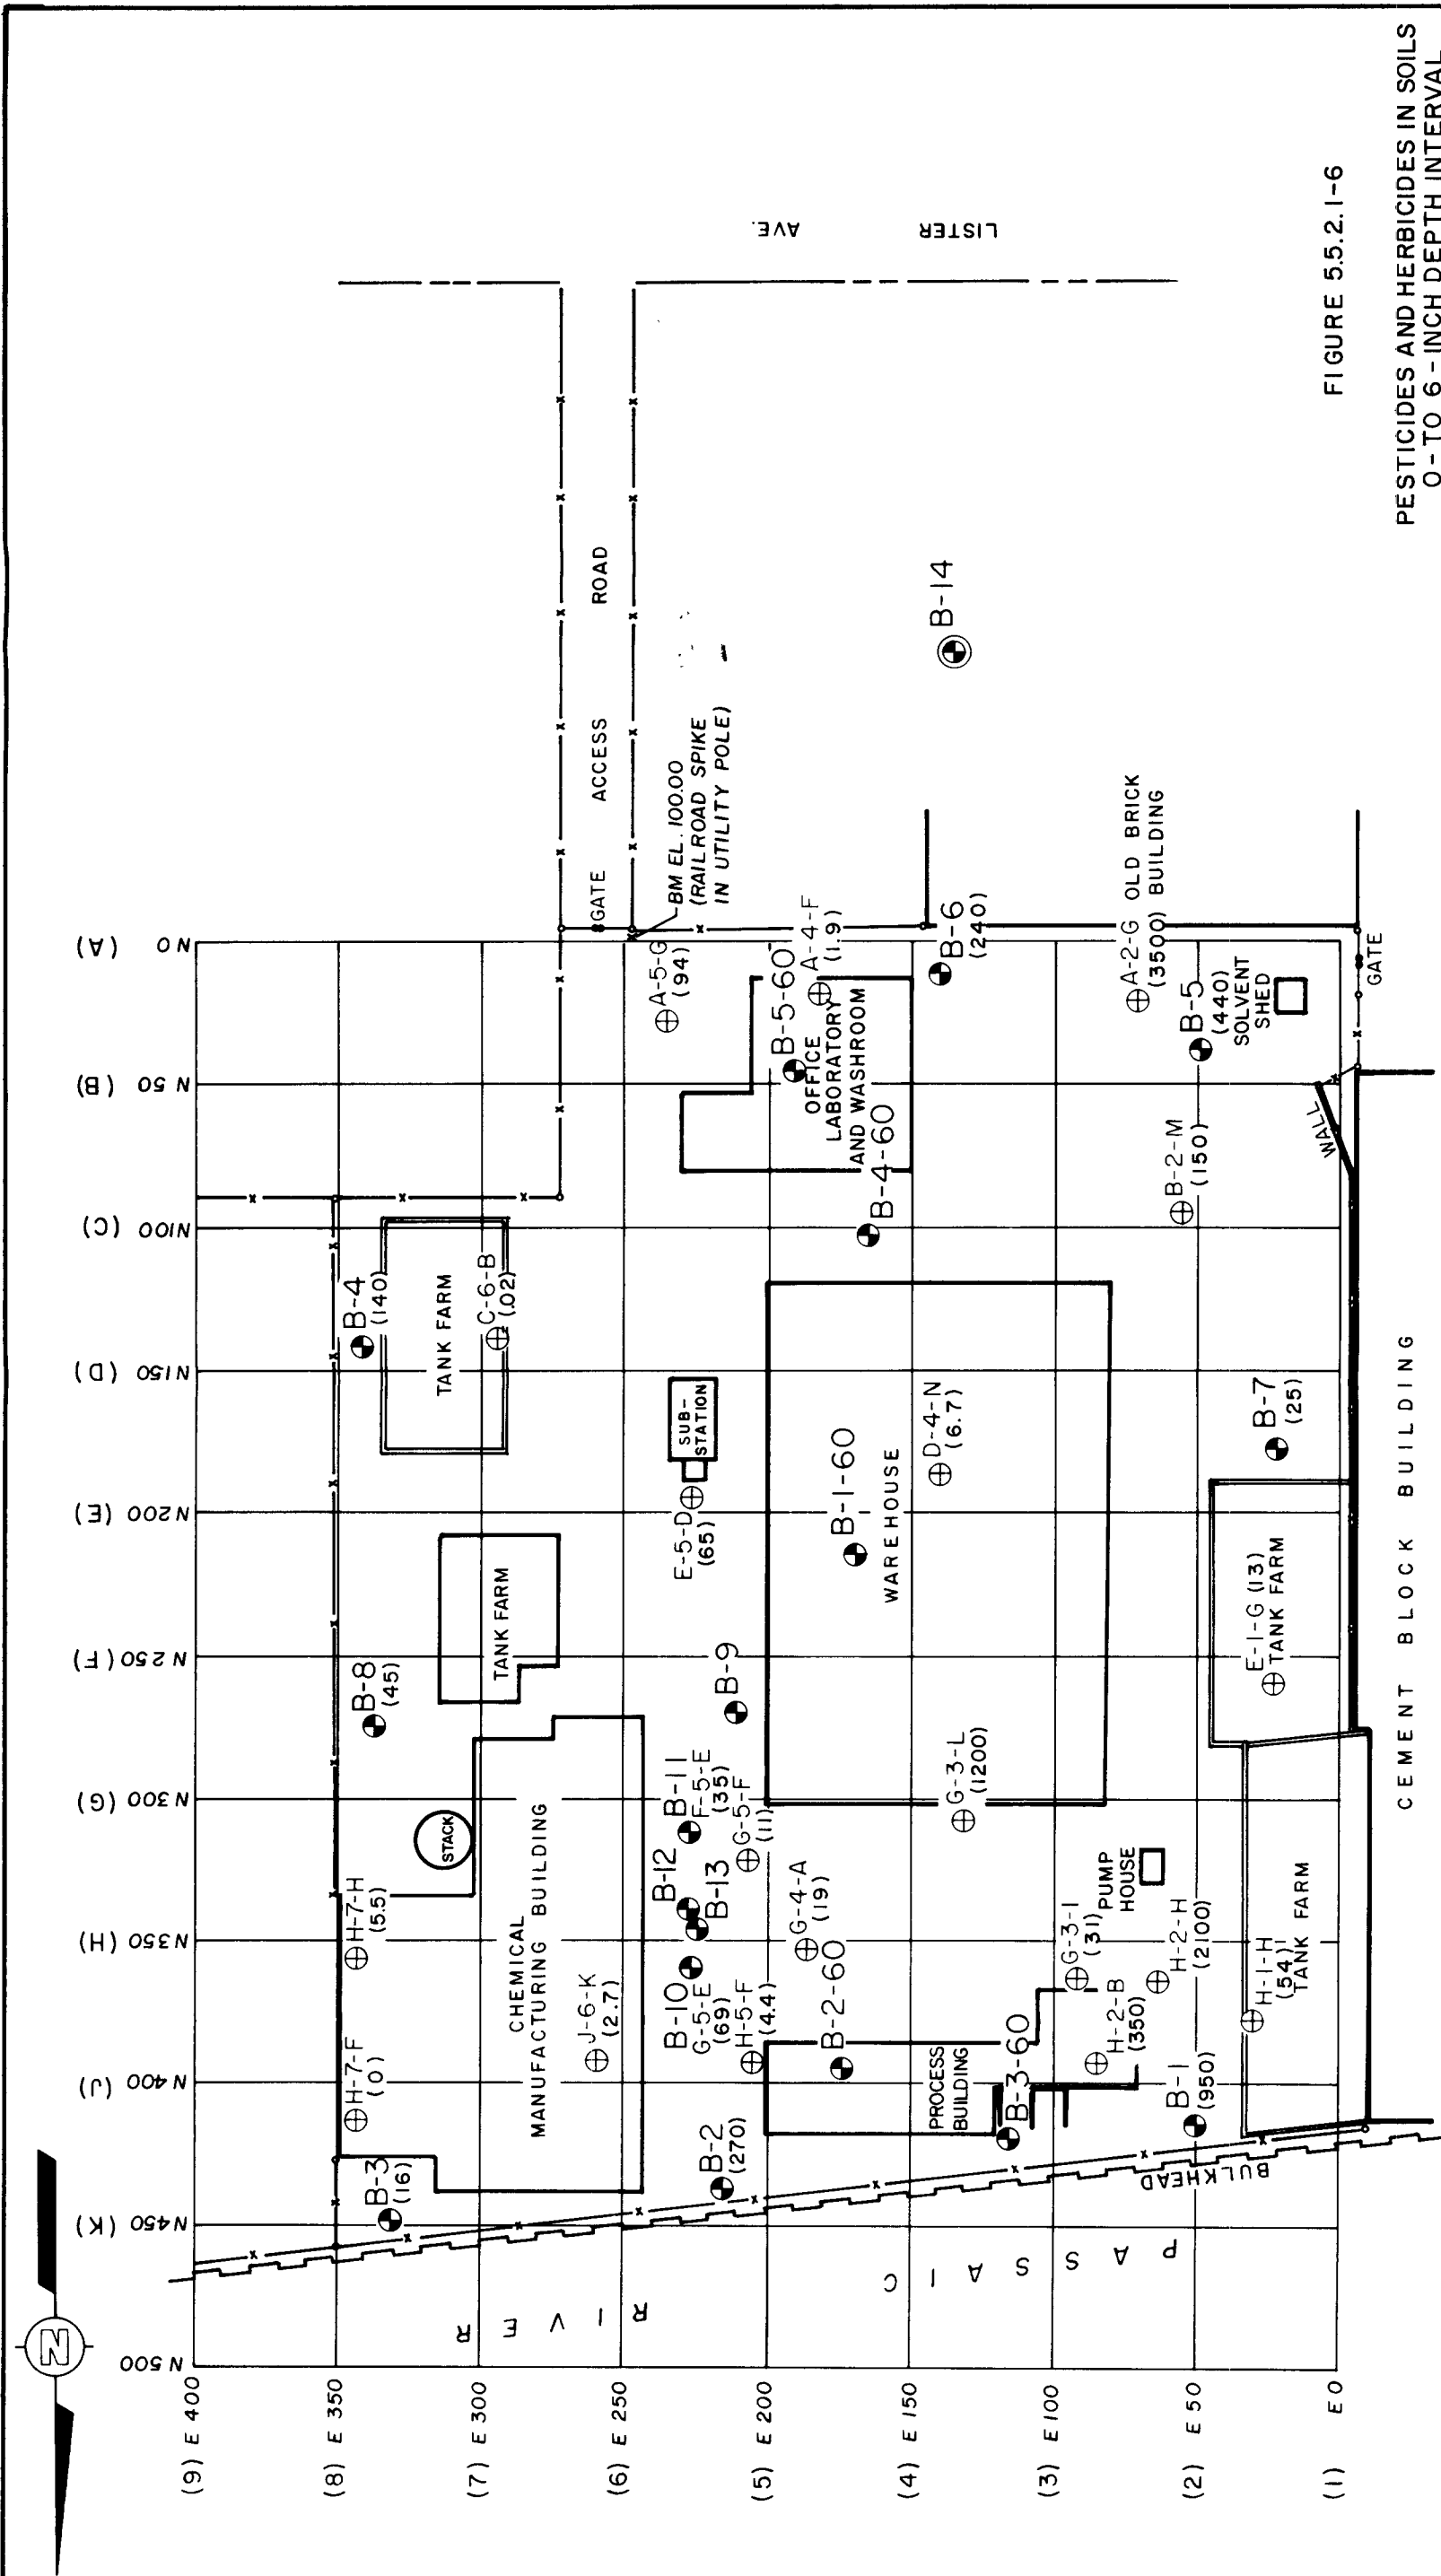 N
(A)
0 N
(B)
N 50
(C)
N100
(D)
N150
(E)
N 200
(F)
N 250
(G)
N 300
(H)
N 350
(J)
N 400
(K)
N 450
N 500
(9) E 400
(8) E 350
(7) E 300
(6) E 250
(5) E 200
(4) E 150
(3) E 100
(2) E 50
(1) E 0
LISTER AVE.
ACCESS ROAD
GATE
BM EL. 100.00
(RAILROAD SPIKE
IN UTILITY POLE)
B-14
B-4
(140)
TANK FARM
C-6-B
(.02)
A-5-G
(94)
B-5-60
A-4-F
(1.9)
OFFICE
LABORATORY
AND WASHROOM
B-4-60
B-6
(240)
A-2-G
(3500)
OLD BRICK
BUILDING
B-5
(440)
SOLVENT
SHED
GATE
WALL
B-2-M
(150)
SUB-
STATION
E-5-D
(65)
TANK FARM
B-8
(45)
B-9
B-1-60
WAREHOUSE
D-4-N
(6.7)
B-7
(25)
E-1-G (13)
TANK FARM
G-3-L
(1200)
STACK
H-7-H
(5.5)
H-7-F
(0)
CHEMICAL
MANUFACTURING BUILDING
J-6-K
(2.7)
B-11
F-5-E
(35)
B-12
B-13
G-5-F
(11)
B-10
G-5-E
(69)
H-5-F
(4.4)
G-4-A
(19)
B-2-60
PROCESS
BUILDING
B-3-60
PUMP
HOUSE
G-3-I
(31)
H-2-H
(2100)
H-2-B
(350)
H-1-H
(54)
TANK FARM
B-1
(950)
B-2
(270)
B-3
(16)
BULKHEAD
PASSAIC RIVER
CEMENT BLOCK BUILDING
FIGURE 5.5.2.1-6
PESTICIDES AND HERBICIDES IN SOILS
0- TO 6-INCH DEPTH INTERVAL